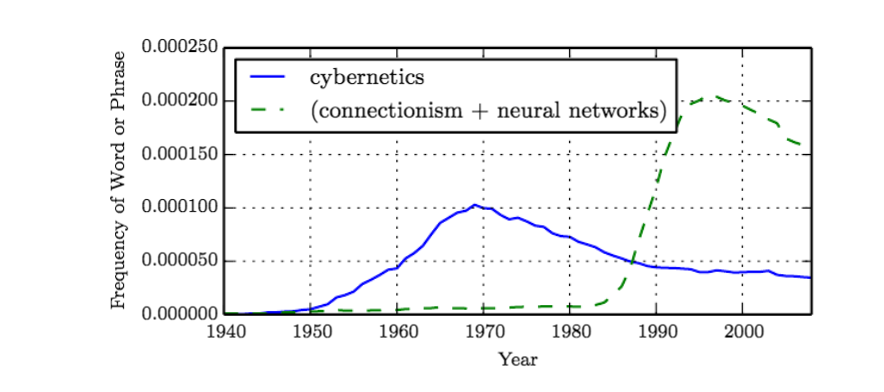 0.000250
0.000200
0.000150
0.000100
0.000050
0.000000
Frequency of Word or Phrase
cybernetics
(connectionism + neural networks)
1940 1950 1960 1970 1980 1990 2000
Year